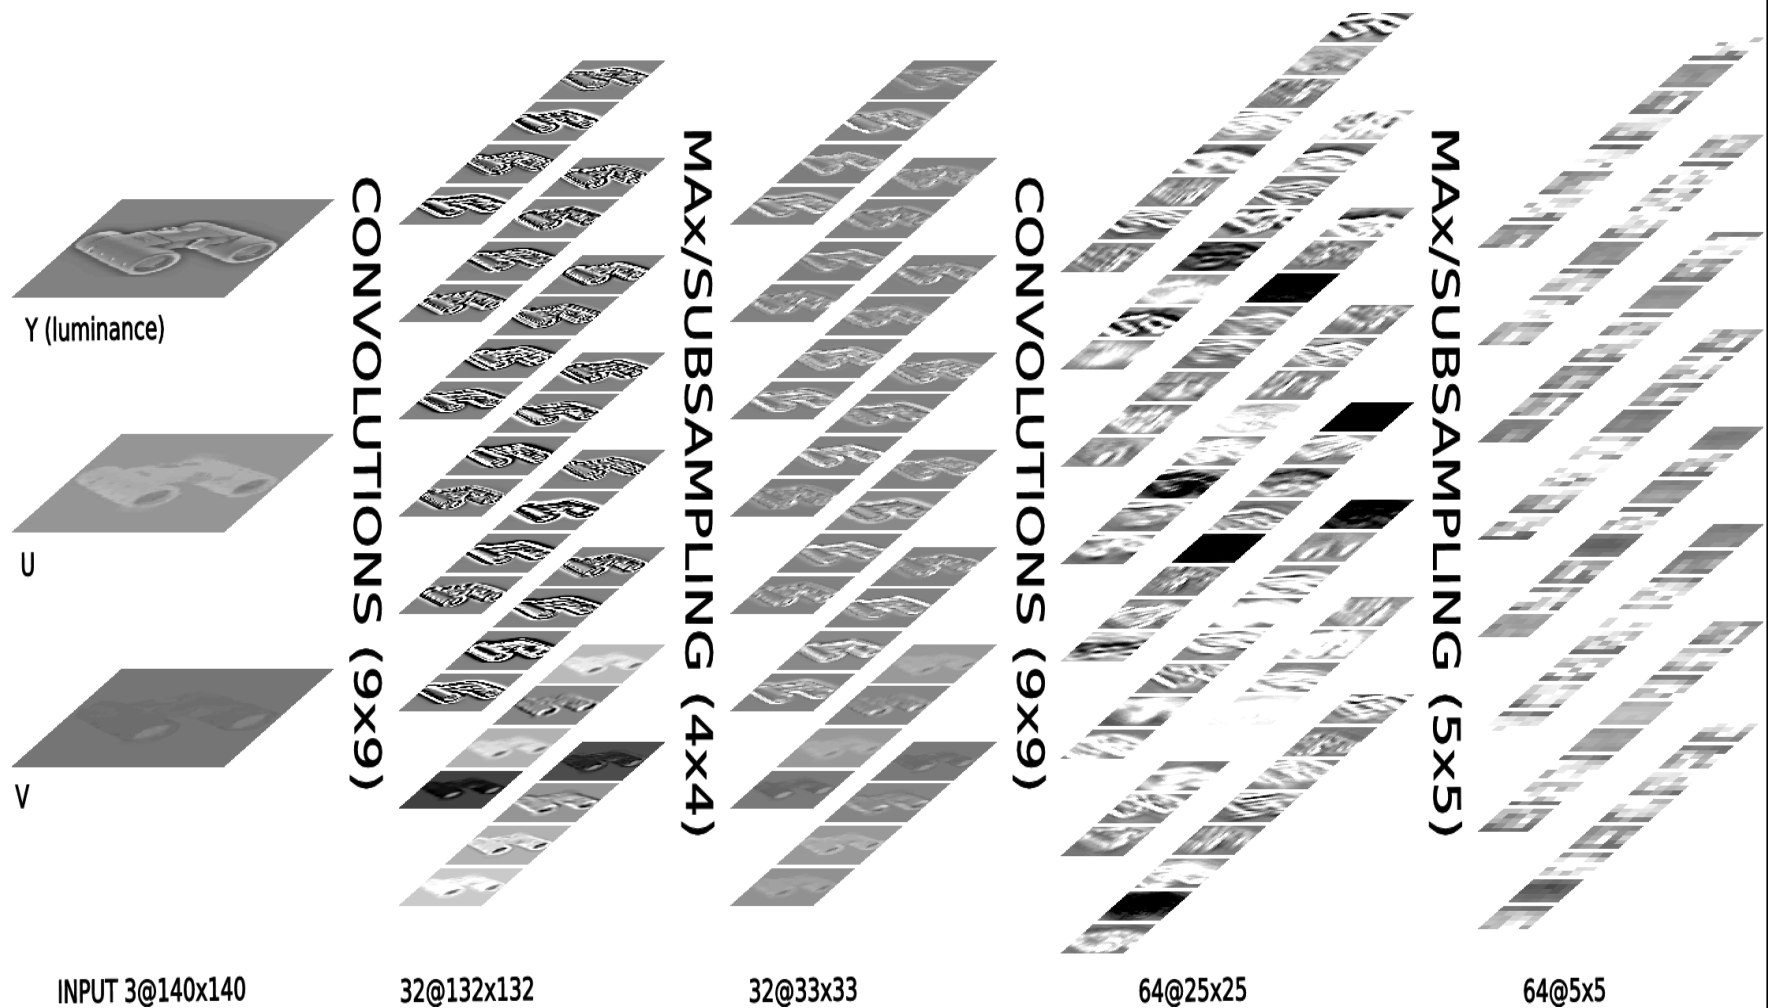 Y (luminance)
U
V
CONVOLUTIONS (9x9)
MAx/SUBSAMPLING (4x4)
CONVOLUTIONS (9x9)
MAx/SUBSAMPLING (5x5)
INPUT 3@140x140
32@132x132
32@33x33
64@25x25
64@5x5